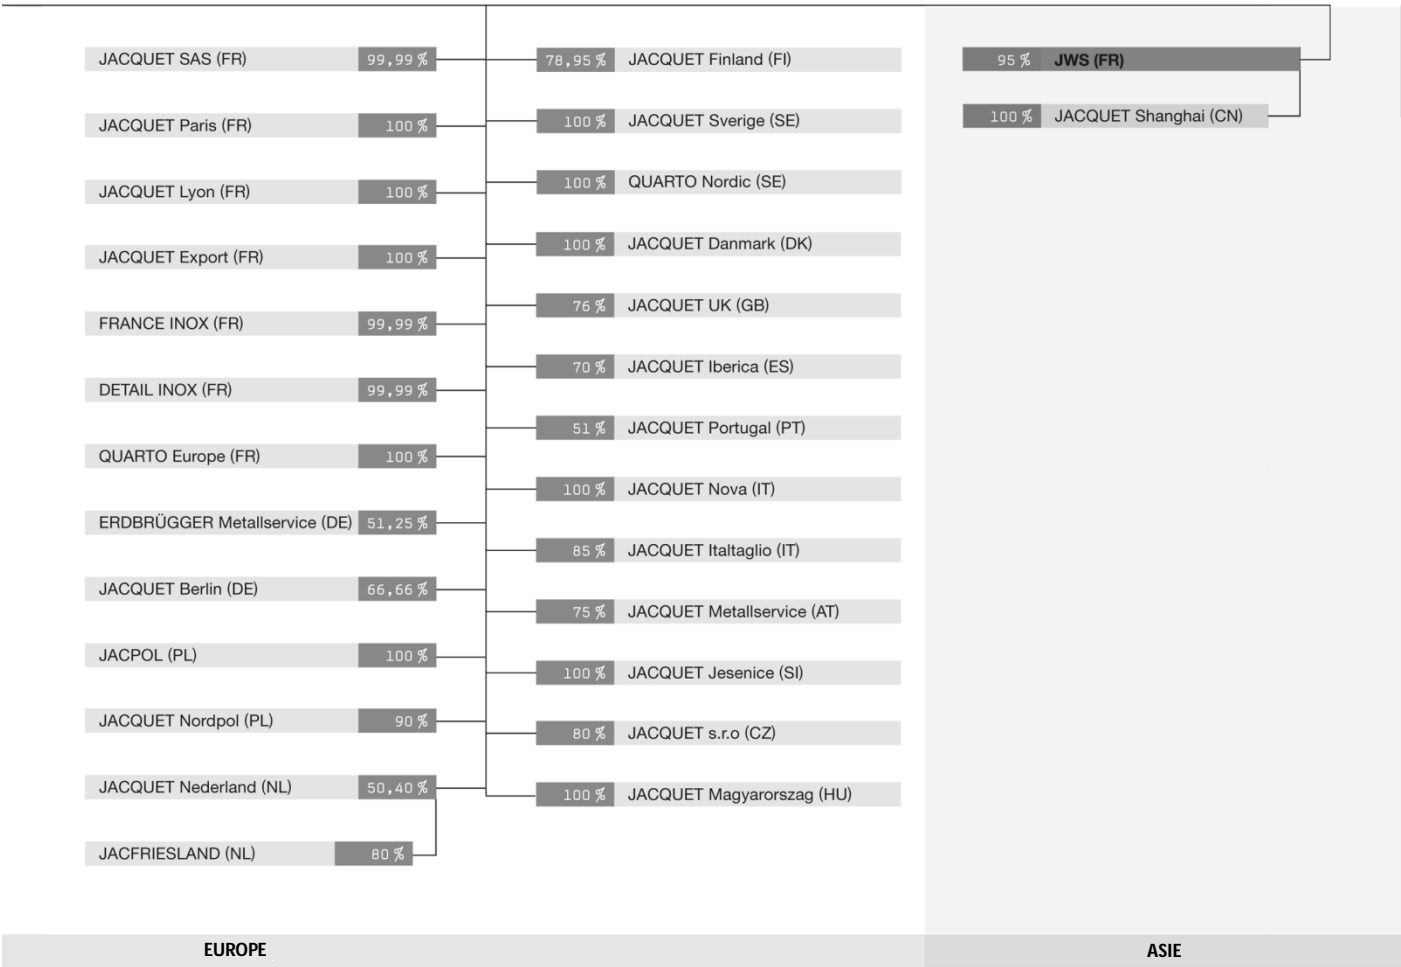 JACQUET SAS (FR) 99,99 %
JACQUET Paris (FR) 100 %
JACQUET Lyon (FR) 100 %
JACQUET Export (FR) 100 %
FRANCE INOX (FR) 99,99 %
DETAIL INOX (FR) 99,99 %
QUARTO Europe (FR) 100 %
ERDBRÜGGER Metallservice (DE) 51,25 %
JACQUET Berlin (DE) 66,66 %
JACPOL (PL) 100 %
JACQUET Nordpol (PL) 90 %
JACQUET Nederland (NL) 50,40 %
JACFRIESLAND (NL) 80 %
78,95 % JACQUET Finland (FI)
100 % JACQUET Sverige (SE)
100 % QUARTO Nordic (SE)
100 % JACQUET Danmark (DK)
76 % JACQUET UK (GB)
70 % JACQUET Iberica (ES)
51 % JACQUET Portugal (PT)
100 % JACQUET Nova (IT)
85 % JACQUET Italtaglio (IT)
75 % JACQUET Metallservice (AT)
100 % JACQUET Jesenice (SI)
80 % JACQUET s.r.o (CZ)
100 % JACQUET Magyarorszag (HU)
95 % JWS (FR)
100 % JACQUET Shanghai (CN)
EUROPE
ASIE